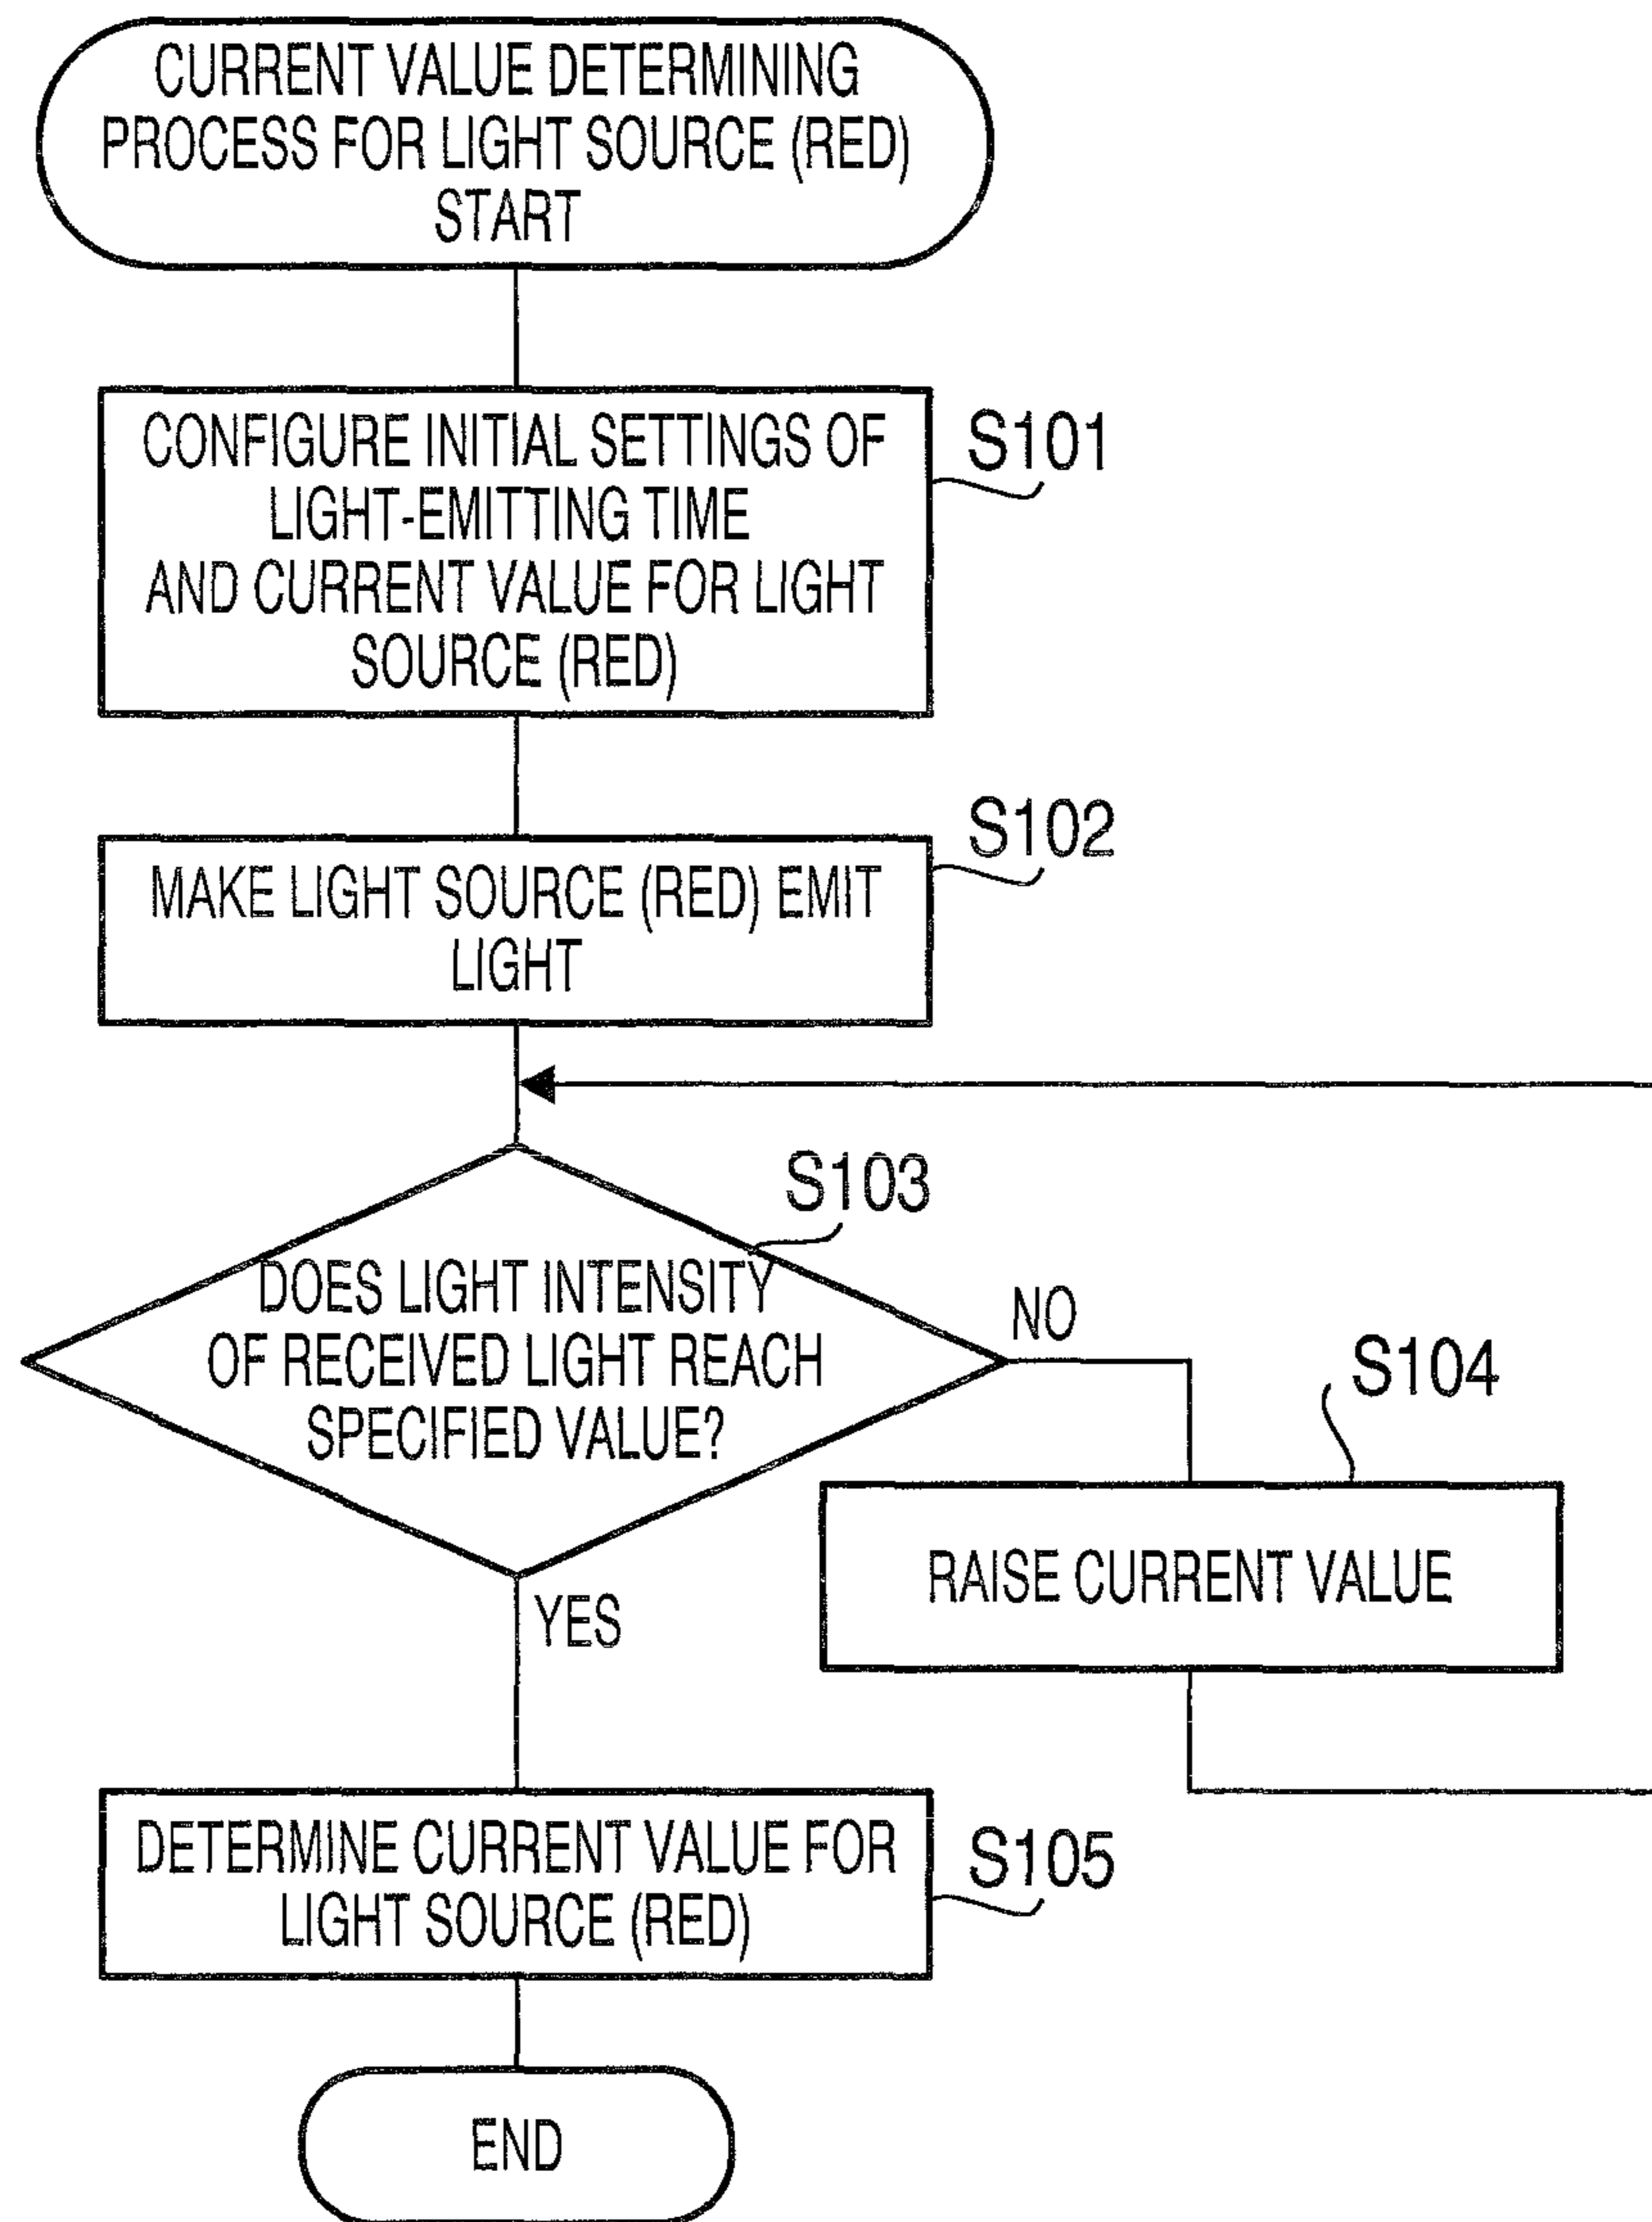 CURRENT VALUE DETERMINING
PROCESS FOR LIGHT SOURCE (RED)
START
CONFIGURE INITIAL SETTINGS OF
LIGHT-EMITTING TIME
AND CURRENT VALUE FOR LIGHT
SOURCE (RED)
S101
MAKE LIGHT SOURCE (RED) EMIT
LIGHT
S102
S103
DOES LIGHT INTENSITY
OF RECEIVED LIGHT REACH
SPECIFIED VALUE?
NO
S104
RAISE CURRENT VALUE
YES
DETERMINE CURRENT VALUE FOR
LIGHT SOURCE (RED)
S105
END